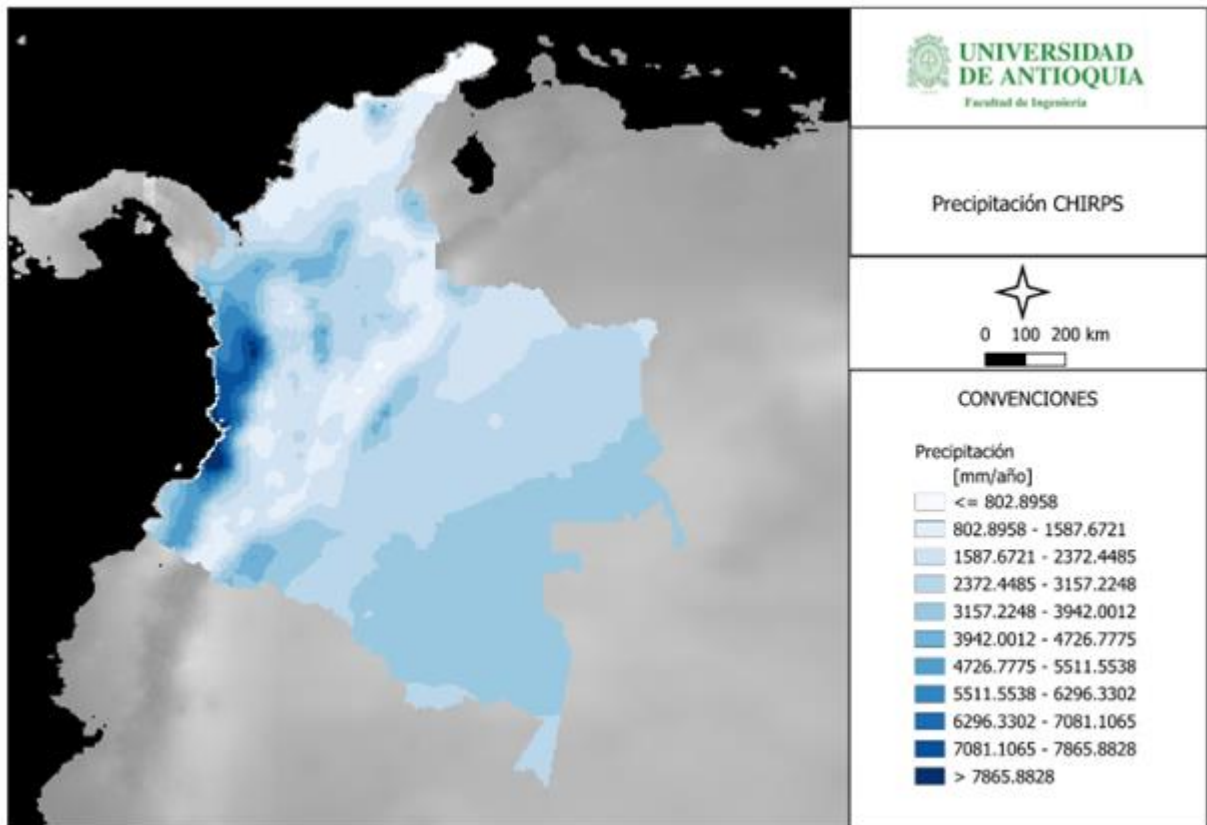 UNIVERSIDAD
DE ANTIOQUIA
Facultad de Ingeniería
Precipitación CHIRPS
0 100 200 km
CONVENCIONES
Precipitación
[mm/año]
<= 802.8958
802.8958 - 1587.6721
1587.6721 - 2372.4485
2372.4485 - 3157.2248
3157.2248 - 3942.0012
3942.0012 - 4726.7775
4726.7775 - 5511.5538
5511.5538 - 6296.3302
6296.3302 - 7081.1065
7081.1065 - 7865.8828
> 7865.8828